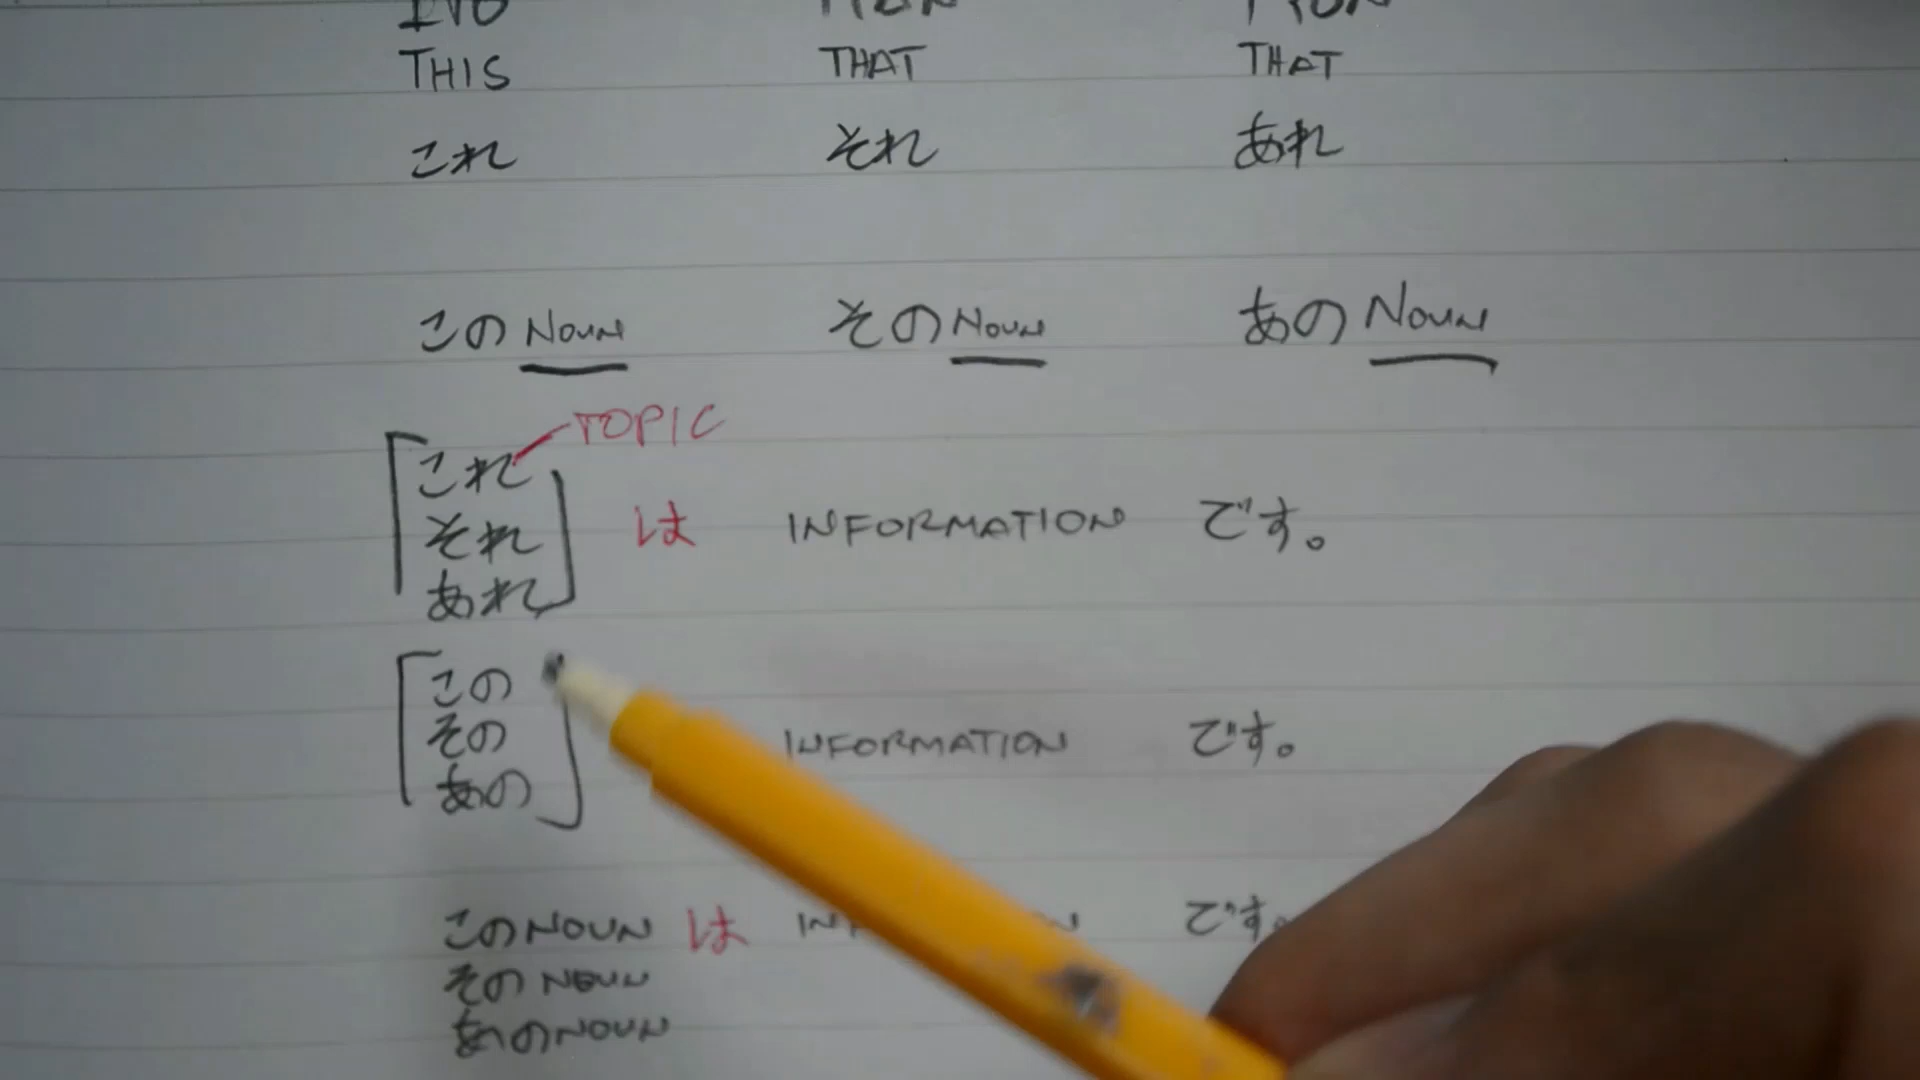 THIS THAT THAT
これ それ あれ
このNOUN そのNOUN あのNOUN
TOPIC
これ
それ は INFORMATION です。
あれ
この
その INFORMATION です。
あの
このNOUN は です。
そのNOUN
あのNOUN